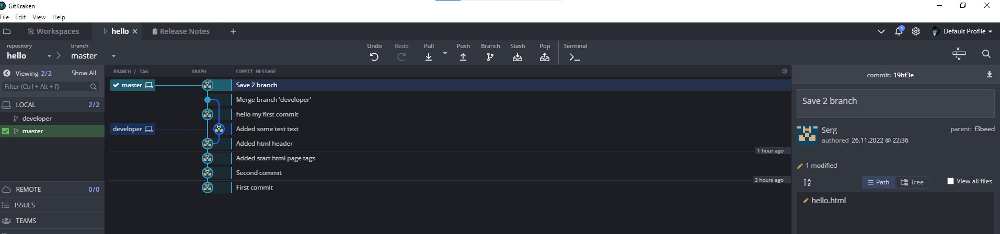 GitKraken
File Edit View Help
Workspaces hello Release Notes Default Profile
1
repository branch
hello master
Undo Redo Pull Push Branch Stash Pop Terminal
Viewing 2/2 Show All
Filter (Ctrl + Alt + f)
LOCAL 2/2
developer
master
REMOTE 0/0
ISSUES
TEAMS
BRANCH / TAG GRAPH COMMIT MESSAGE
master Save 2 branch
Merge branch 'developer'
hello my first commit
developer Added some test text
Added html header
1 hour ago
Added start html page tags
Second commit
3 hours ago
First commit
commit: 19bf3e
Save 2 branch
Serg parent: f3beed
authored 26.11.2022 @ 22:36
1 modified
A Z Path Tree View all files
hello.html